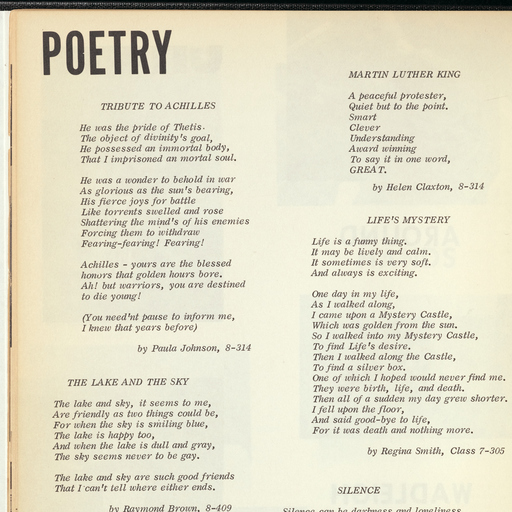 POETRY
TRIBUTE TO ACHILLES
He was the pride of Thetis.
The object of divinity's goal,
He possessed an immortal body,
That I imprisoned an mortal soul.
He was a wonder to behold in war
As glorious as the sun's bearing,
His fierce joys for battle
Like torrents swelled and rose
Shattering the mind's of his enemies
Forcing them to withdraw
Fearing-fearing! Fearing!
Achilles - yours are the blessed
honors that golden hours bore.
Ah! but warriors, you are destined
to die young!
(You need'nt pause to inform me,
I knew that years before)
by Paula Johnson, 8-314
THE LAKE AND THE SKY
The lake and sky, it seems to me,
Are friendly as two things could be,
For when the sky is smiling blue,
The lake is happy too,
And when the lake is dull and gray,
The sky seems never to be gay.
The lake and sky are such good friends
That I can't tell where either ends.
by Raymond Brown, 8-409
MARTIN LUTHER KING
A peaceful protester,
Quiet but to the point.
Smart
Clever
Understanding
Award winning
To say it in one word,
GREAT.
by Helen Claxton, 8-314
LIFE'S MYSTERY
Life is a funny thing.
It may be lively and calm.
It sometimes is very soft.
And always is exciting.
One day in my life,
As I walked along,
I came upon a Mystery Castle,
Which was golden from the sun.
So I walked into my Mystery Castle,
To find Life's desire.
Then I walked along the Castle,
To find a silver box.
One of which I hoped would never find me.
They were birth, life, and death.
Then all of a sudden my day grew shorter.
I fell upon the floor,
And said good-bye to life,
For it was death and nothing more.
by Regina Smith, Class 7-305
SILENCE
Silence can be darkness and loneliness